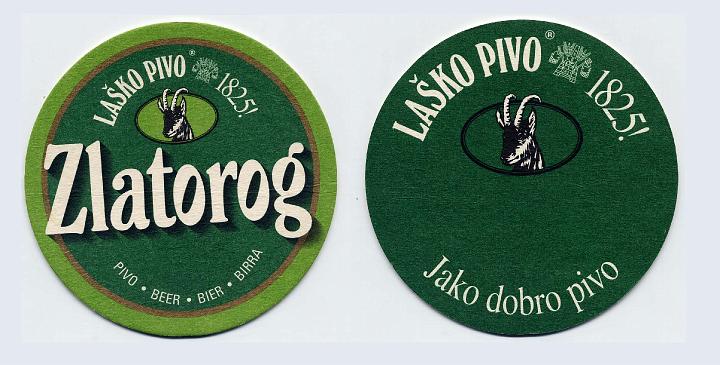 LAŠKO PIVO® 1825!
Zlatorog
PIVO • BEER • BIER • BIRRA
LAŠKO PIVO® 1825!
Jako dobro pivo